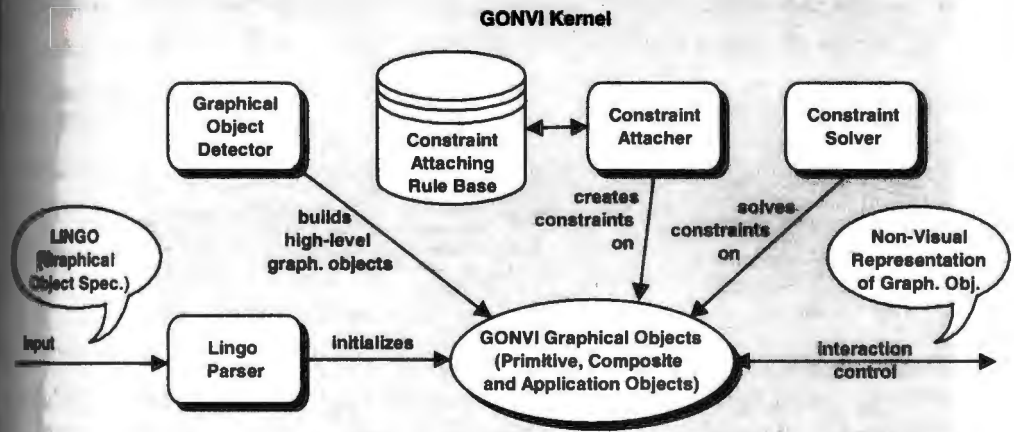 GONVI Kernel
Graphical
Object
Detector
Constraint
Attaching
Rule Base
Constraint
Attacher
Constraint
Solver
builds
high-level
graph. objects
creates
constraints
on
solves
constraints
on
LINGO
(Graphical
Object Spec.)
Non-Visual
Representation
of Graph. Obj.
Input
Lingo
Parser
initializes
GONVI Graphical Objects
(Primitive, Composite
and Application Objects)
interaction
control